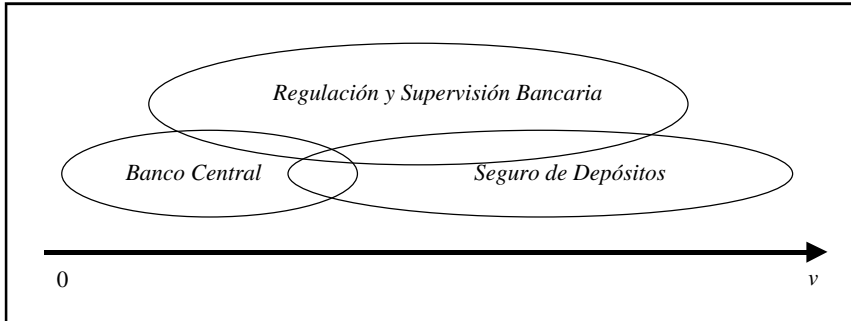 Regulación y Supervisión Bancaria
Banco Central
Seguro de Depósitos
0
v